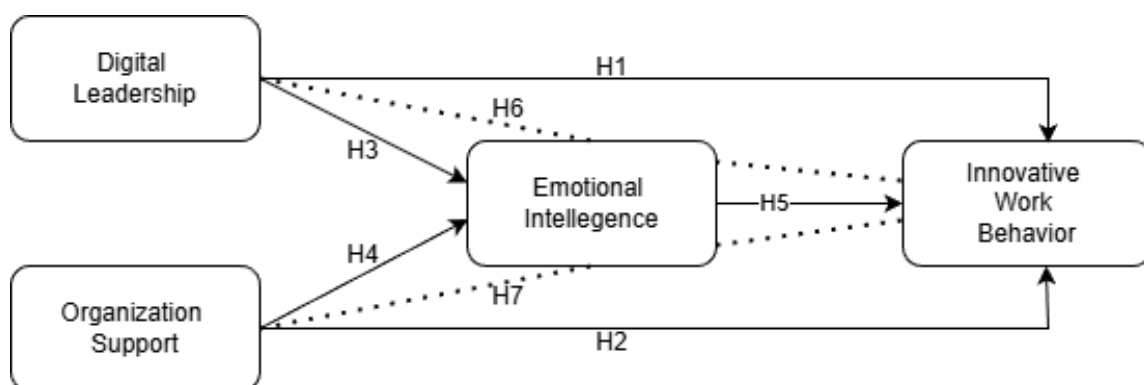 Digital
Leadership
H1
H6
H3
Emotional
Intellegence
H5
Innovative
Work
Behavior
H4
H7
Organization
Support
H2